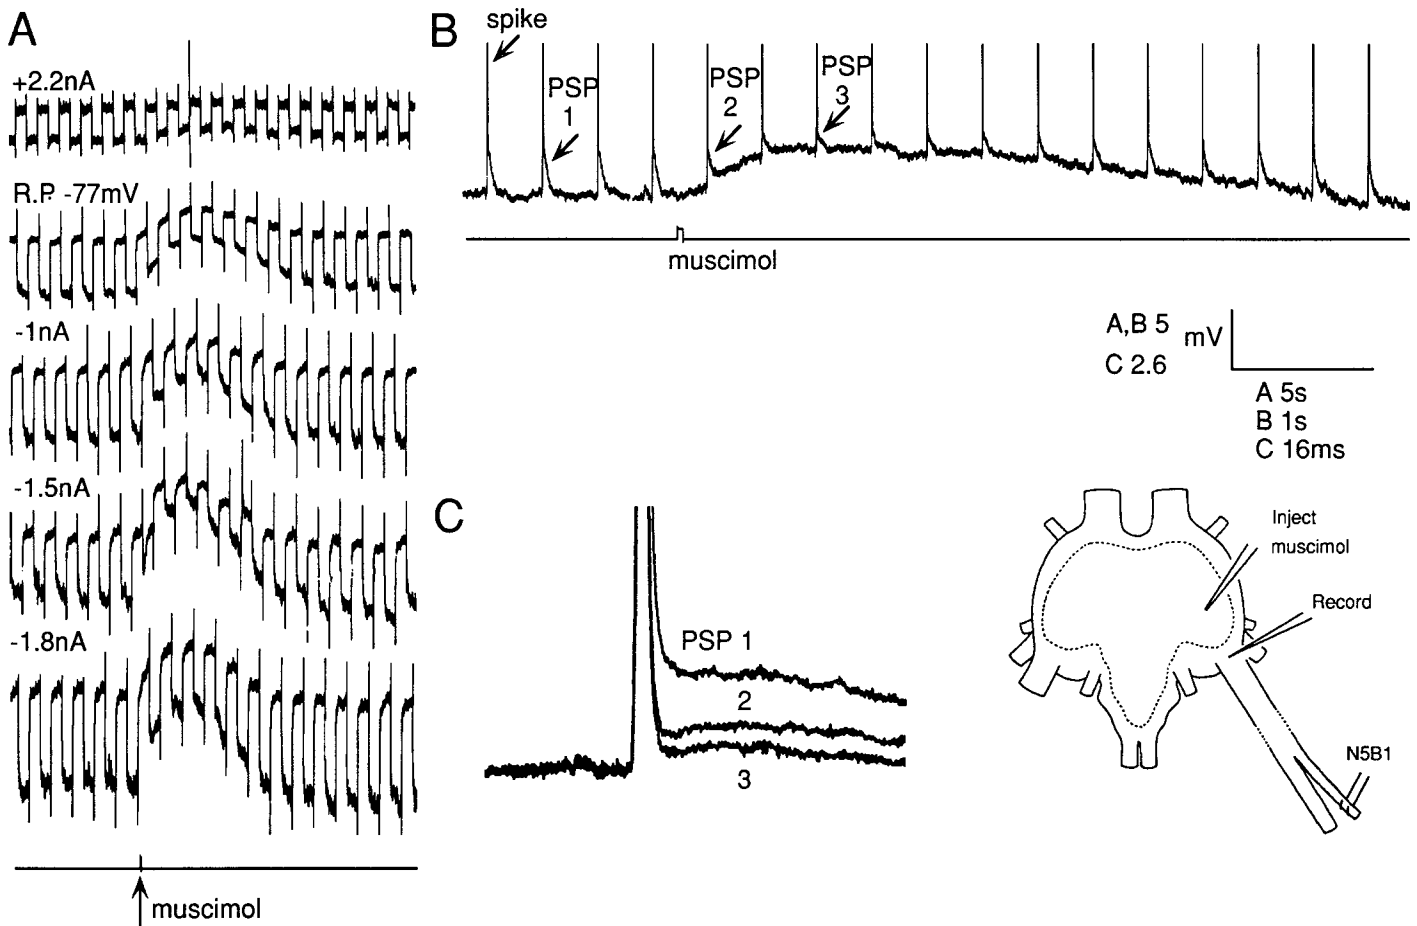 A
+2.2nA
R.P. -77mV
-1nA
-1.5nA
-1.8nA
muscimol
B
spike
PSP
1
PSP
2
PSP
3
muscimol
A,B 5
mV
C 2.6
A 5s
B 1s
C 16ms
C
PSP 1
2
3
Inject
muscimol
Record
N5B1